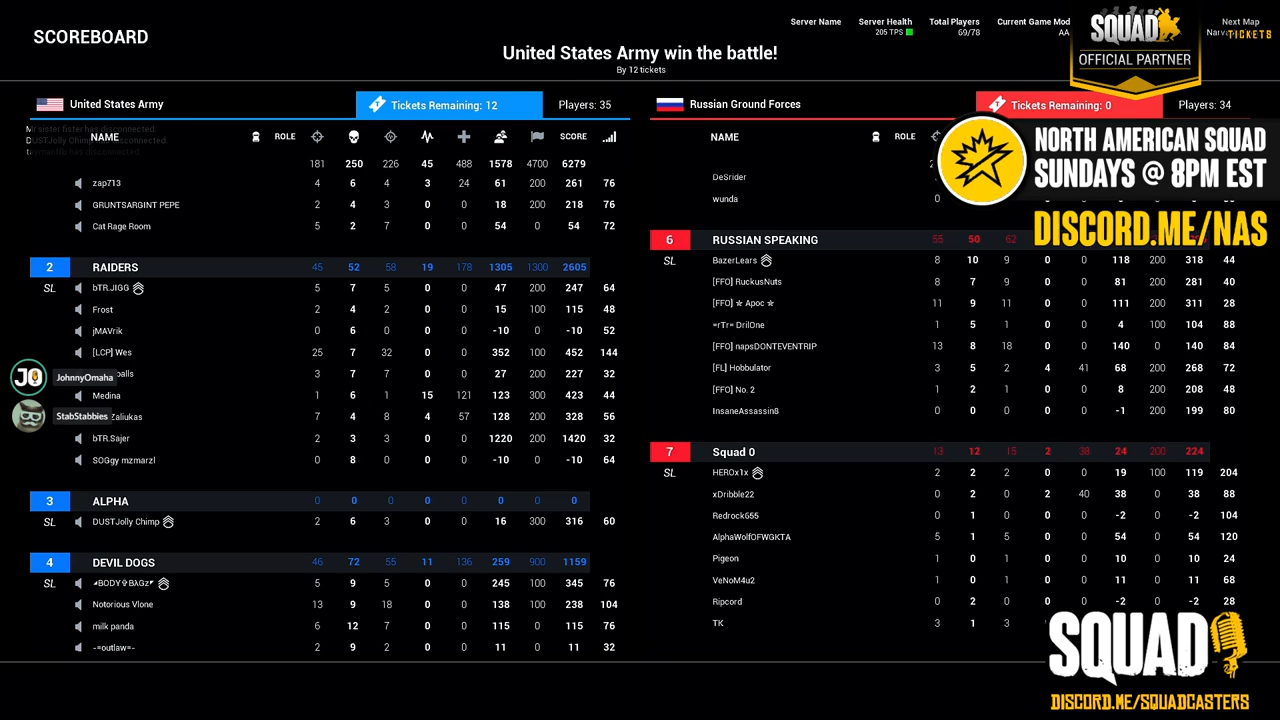 SCOREBOARD
Server Name
Server Health
205 TPS
Total Players
69/78
Current Game Mod
AA
Next Map
Narv
TICKETS
SQUAD
OFFICIAL PARTNER
United States Army win the battle!
By 12 tickets
United States Army
Tickets Remaining: 12
Players: 35
Mr sister fister has disconnected.
DUSTJolly Chimp has disconnected.
NAME ROLE SCORE
181 250 226 45 488 1578 4700 6279
zap713 4 6 4 3 24 61 200 261 76
GRUNTSARGINT PEPE 2 4 3 0 0 18 200 218 76
Cat Rage Room 5 2 7 0 0 54 0 54 72
2 RAIDERS 45 52 58 19 178 1305 1300 2605
SL bTR.JIGG 5 7 5 0 0 47 200 247 64
Frost 2 4 2 0 0 15 100 115 48
jMAVrik 0 6 0 0 0 -10 0 -10 52
[LCP] Wes 25 7 32 0 0 352 100 452 144
balls 3 7 7 0 0 27 200 227 32
Medina 1 6 1 15 121 123 300 423 44
Zaliukas 7 4 8 4 57 128 200 328 56
bTR.Sajer 2 3 3 0 0 1220 200 1420 32
SOGgy mzmarzl 0 8 0 0 0 -10 0 -10 64
JO JohnnyOmaha
StabStabbies
3 ALPHA 0 0 0 0 0 0 0 0
SL DUSTJolly Chimp 2 6 3 0 0 16 300 316 60
4 DEVIL DOGS 46 72 55 11 136 259 900 1159
SL ◢BODY✞BλGz◤ 5 9 5 0 0 245 100 345 76
Notorious Vlone 13 9 18 0 0 138 100 238 104
milk panda 6 12 7 0 0 115 0 115 76
-=outlaw=- 2 9 2 0 0 11 0 11 32
Russian Ground Forces
Tickets Remaining: 0
Players: 34
NAME ROLE
DeSrider
wunda 0
NORTH AMERICAN SQUAD
SUNDAYS @ 8PM EST
DISCORD.ME/NAS
6 RUSSIAN SPEAKING 55 50 62
SL BazerLears 8 10 9 0 0 118 200 318 44
[FFO] RuckusNuts 8 7 9 0 0 81 200 281 40
[FFO] ✯ Apoc ✯ 11 9 11 0 0 111 200 311 28
=rTr= DrilOne 1 5 1 0 0 4 100 104 88
[FFO] napsDONTEVENTRIP 13 8 18 0 0 140 0 140 84
[FL] Hobbulator 3 5 2 4 41 68 200 268 72
[FFO] No. 2 1 2 1 0 0 8 200 208 48
InsaneAssassin8 0 0 0 0 0 -1 200 199 80
7 Squad 0 13 12 15 2 38 24 200 224
SL HEROx1x 2 2 2 0 0 19 100 119 204
xDribble22 0 2 0 2 40 38 0 38 88
Redrock655 0 1 0 0 0 -2 0 -2 104
AlphaWolfOFWGKTA 5 1 5 0 0 54 0 54 120
Pigeon 1 0 1 0 0 10 0 10 24
VeNoM4u2 1 0 1 0 0 11 0 11 68
Ripcord 0 2 0 0 0 -2 0 -2 28
TK 3 1 3
SQUAD
DISCORD.ME/SQUADCASTERS